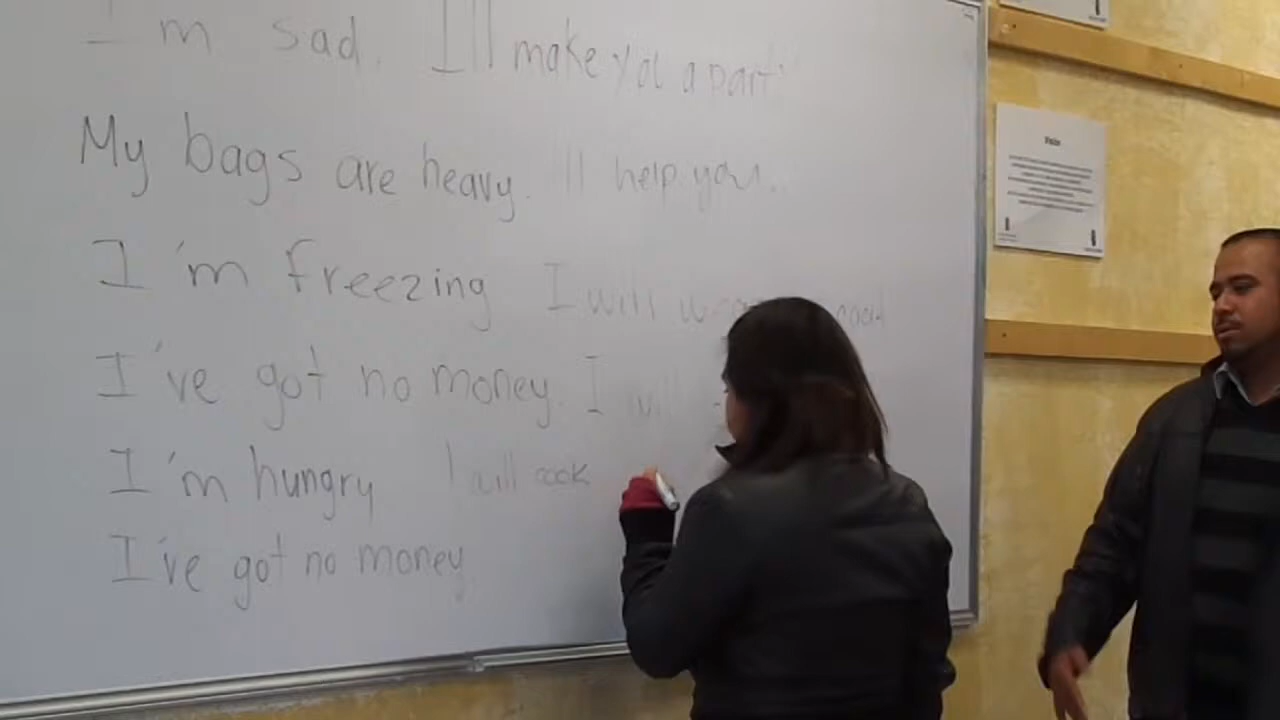 I'm sad. I'll make you a part
My bags are heavy. I'll help you.
I'm freezing I will
I've got no money. I will
I'm hungry I will cook
I've got no money